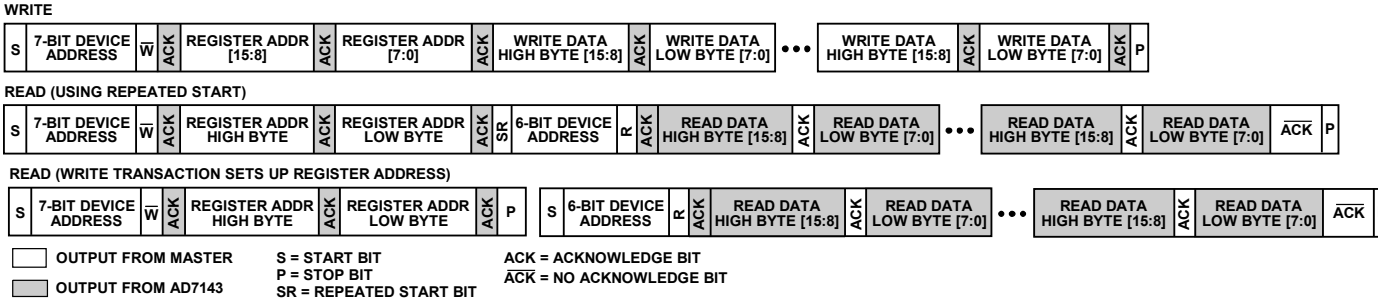 WRITE
S 7-BIT DEVICE ADDRESS W̅ ACK REGISTER ADDR [15:8] ACK REGISTER ADDR [7:0] ACK WRITE DATA HIGH BYTE [15:8] ACK WRITE DATA LOW BYTE [7:0] ••• WRITE DATA HIGH BYTE [15:8] ACK WRITE DATA LOW BYTE [7:0] ACK P
READ (USING REPEATED START)
S 7-BIT DEVICE ADDRESS W̅ ACK REGISTER ADDR HIGH BYTE ACK REGISTER ADDR LOW BYTE ACK SR 6-BIT DEVICE ADDRESS R ACK READ DATA HIGH BYTE [15:8] ACK READ DATA LOW BYTE [7:0] ••• READ DATA HIGH BYTE [15:8] ACK READ DATA LOW BYTE [7:0] A̅C̅K̅ P
READ (WRITE TRANSACTION SETS UP REGISTER ADDRESS)
S 7-BIT DEVICE ADDRESS W̅ ACK REGISTER ADDR HIGH BYTE ACK REGISTER ADDR LOW BYTE ACK P S 6-BIT DEVICE ADDRESS R ACK READ DATA HIGH BYTE [15:8] ACK READ DATA LOW BYTE [7:0] ••• READ DATA HIGH BYTE [15:8] ACK READ DATA LOW BYTE [7:0] A̅C̅K̅
OUTPUT FROM MASTER S = START BIT ACK = ACKNOWLEDGE BIT
P = STOP BIT A̅C̅K̅ = NO ACKNOWLEDGE BIT
OUTPUT FROM AD7143 SR = REPEATED START BIT